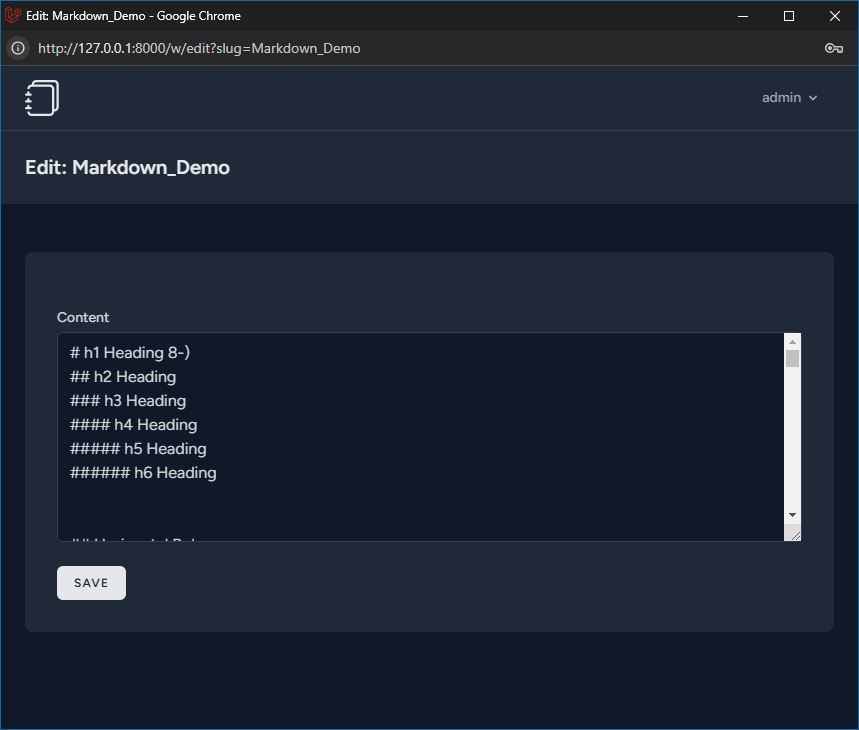 Edit: Markdown_Demo - Google Chrome
http://127.0.0.1:8000/w/edit?slug=Markdown_Demo
admin
Edit: Markdown_Demo
Content
# h1 Heading 8-)
## h2 Heading
### h3 Heading
#### h4 Heading
##### h5 Heading
###### h6 Heading
SAVE